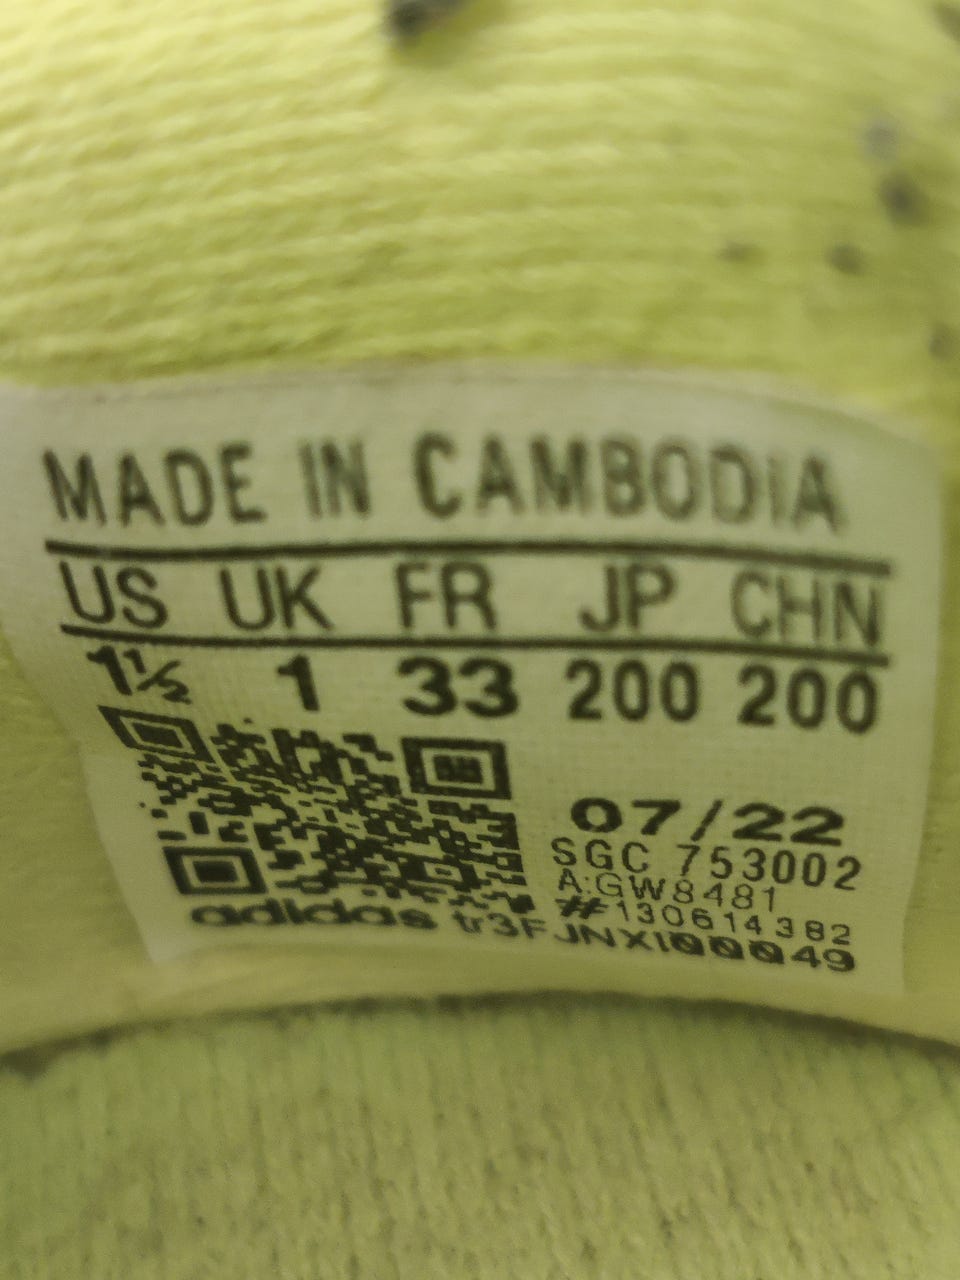 MADE IN CAMBODIA
US UK FR JP CHN
1½ 1 33 200 200
07/22
SGC 753002
A:GW8481
#130614382
adidas tr3FJNXI00049